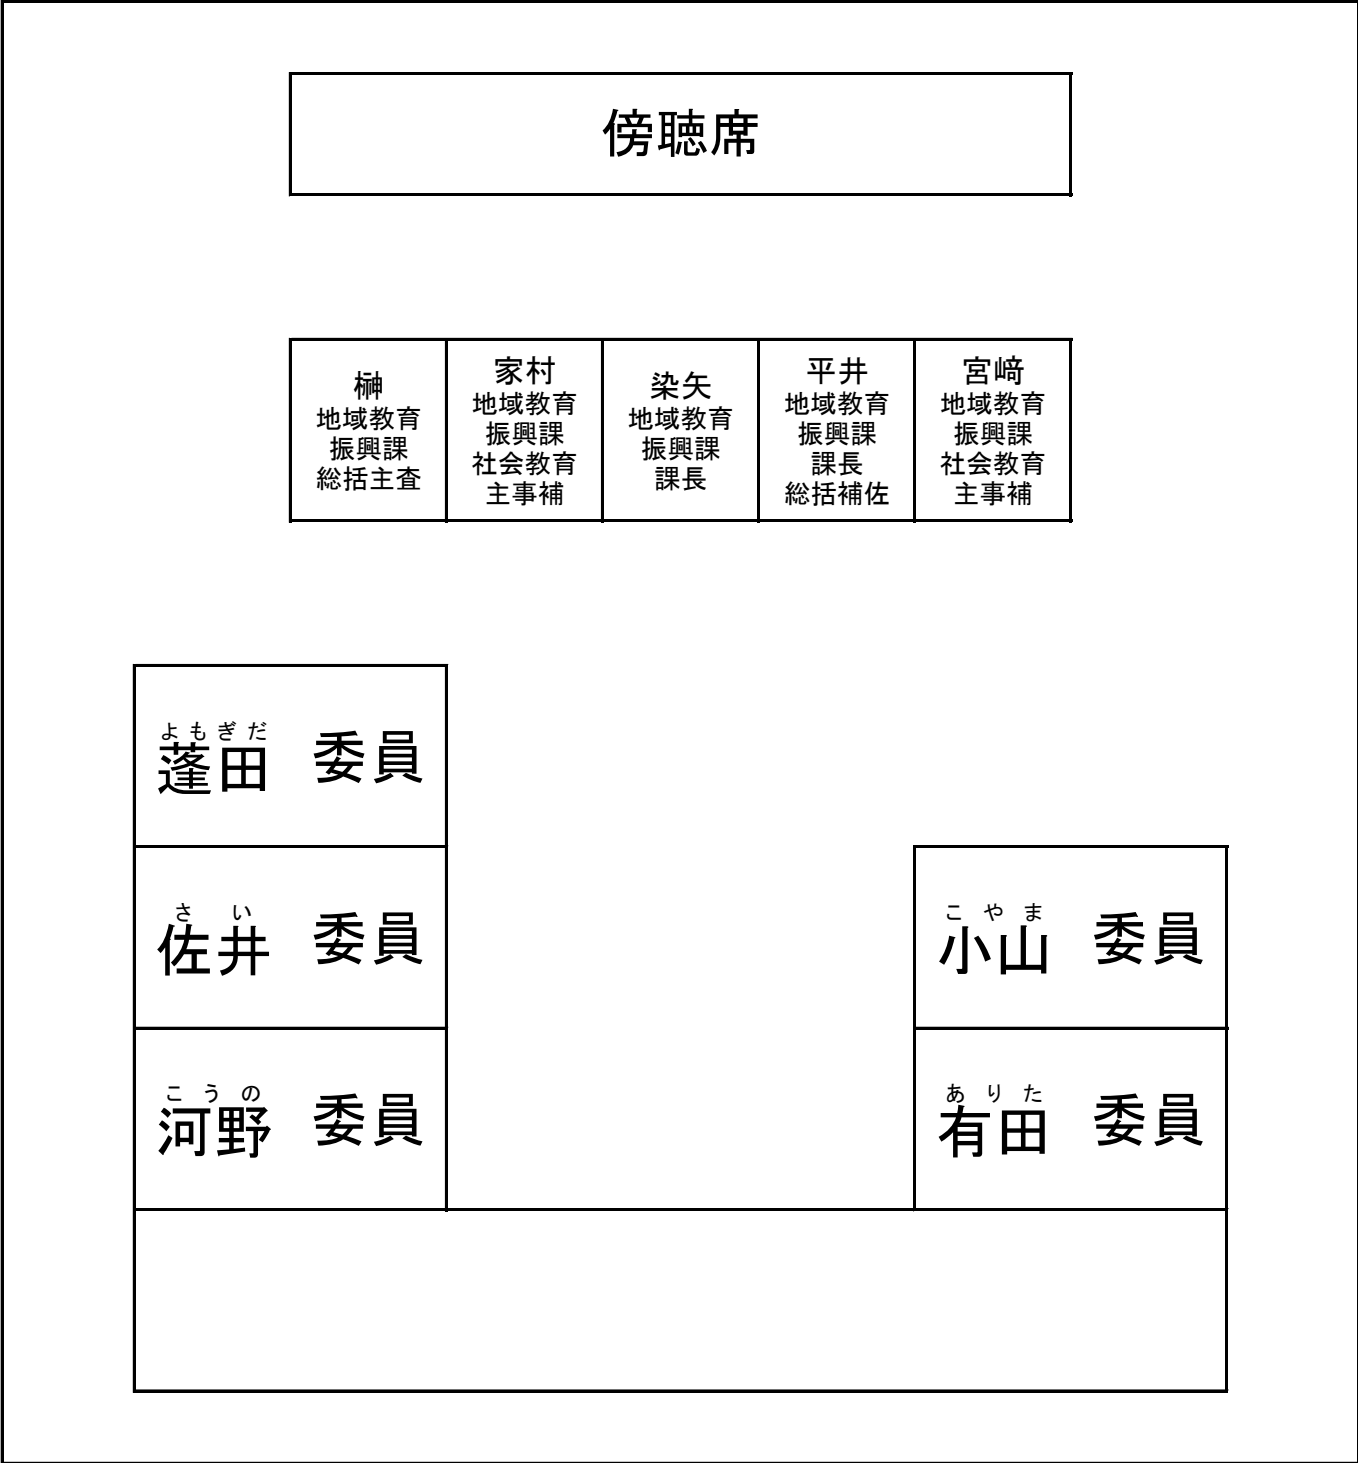 傍聴席
榊
地域教育
振興課
総括主査
家村
地域教育
振興課
社会教育
主事補
染矢
地域教育
振興課
課長
平井
地域教育
振興課
課長
総括補佐
宮﨑
地域教育
振興課
社会教育
主事補
よもぎだ
蓬田 委員
さい
佐井 委員
こうの
河野 委員
こやま
小山 委員
ありた
有田 委員